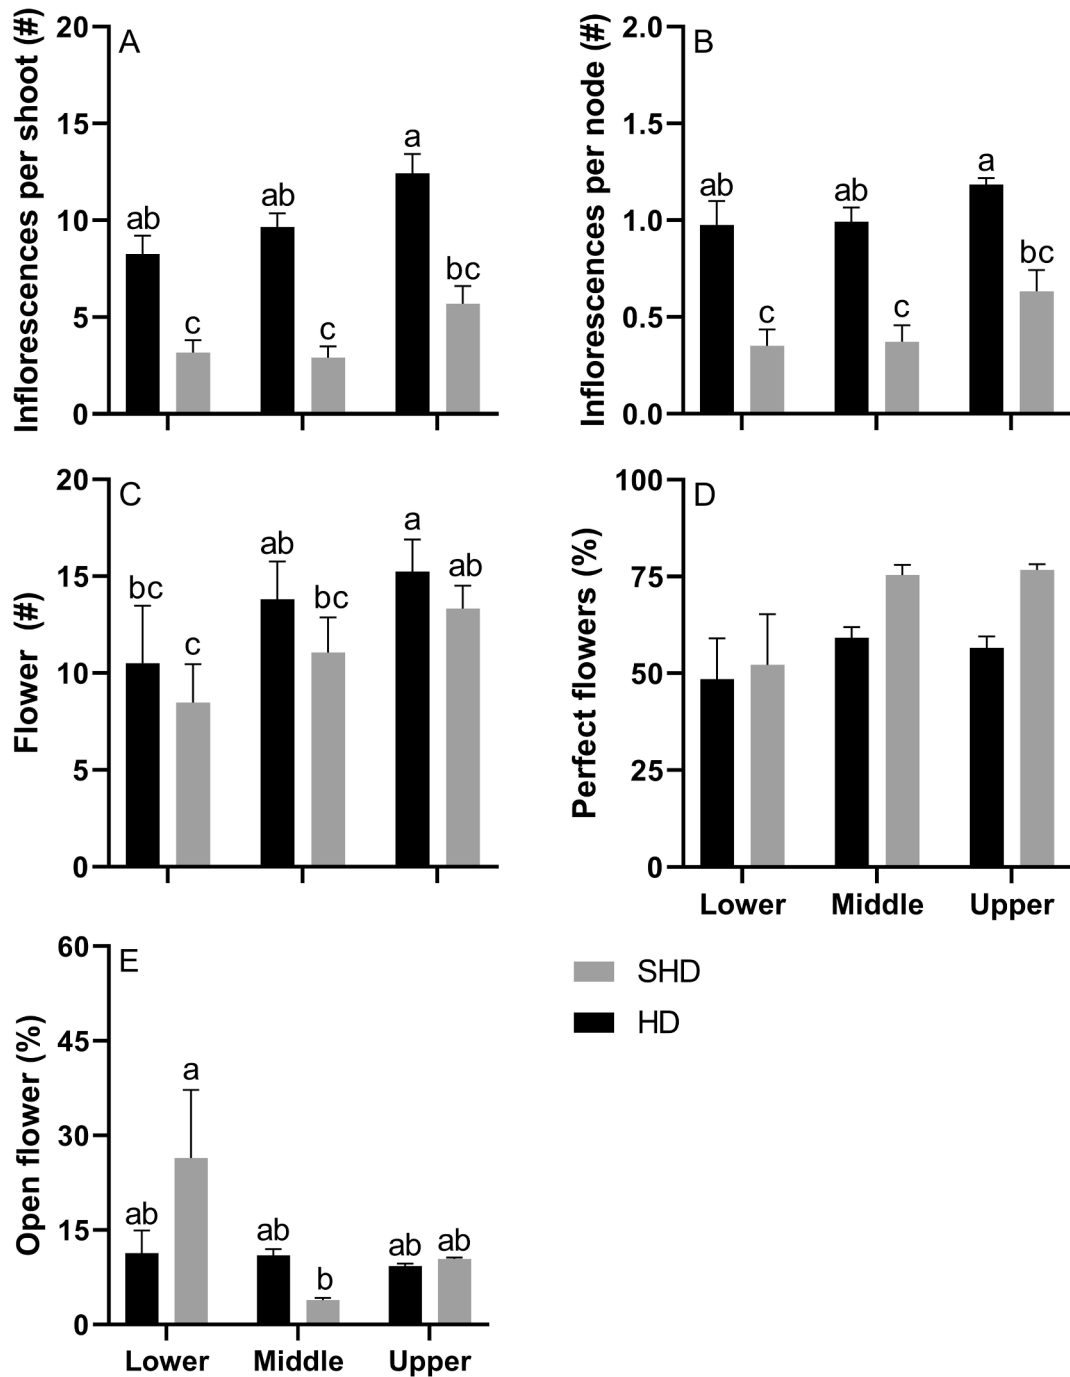 A
Inflorescences per shoot (#)
20
15
10
5
0
ab
c
ab
c
a
bc
B
Inflorescences per node (#)
2.0
1.5
1.0
0.5
0.0
ab
c
ab
c
a
bc
C
Flower (#)
20
15
10
5
0
bc
c
ab
bc
a
ab
D
Perfect flowers (%)
100
75
50
25
0
Lower Middle Upper
E
Open flower (%)
60
45
30
15
0
ab
a
ab
b
ab
ab
Lower Middle Upper
SHD
HD